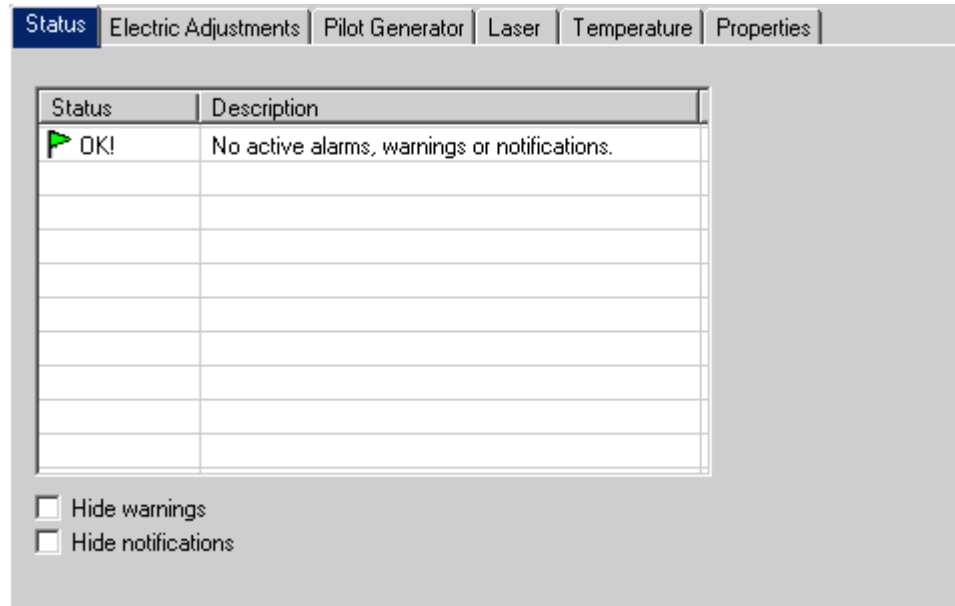 Status Electric Adjustments Pilot Generator Laser Temperature Properties
Status Description
OK! No active alarms, warnings or notifications.
Hide warnings
Hide notifications